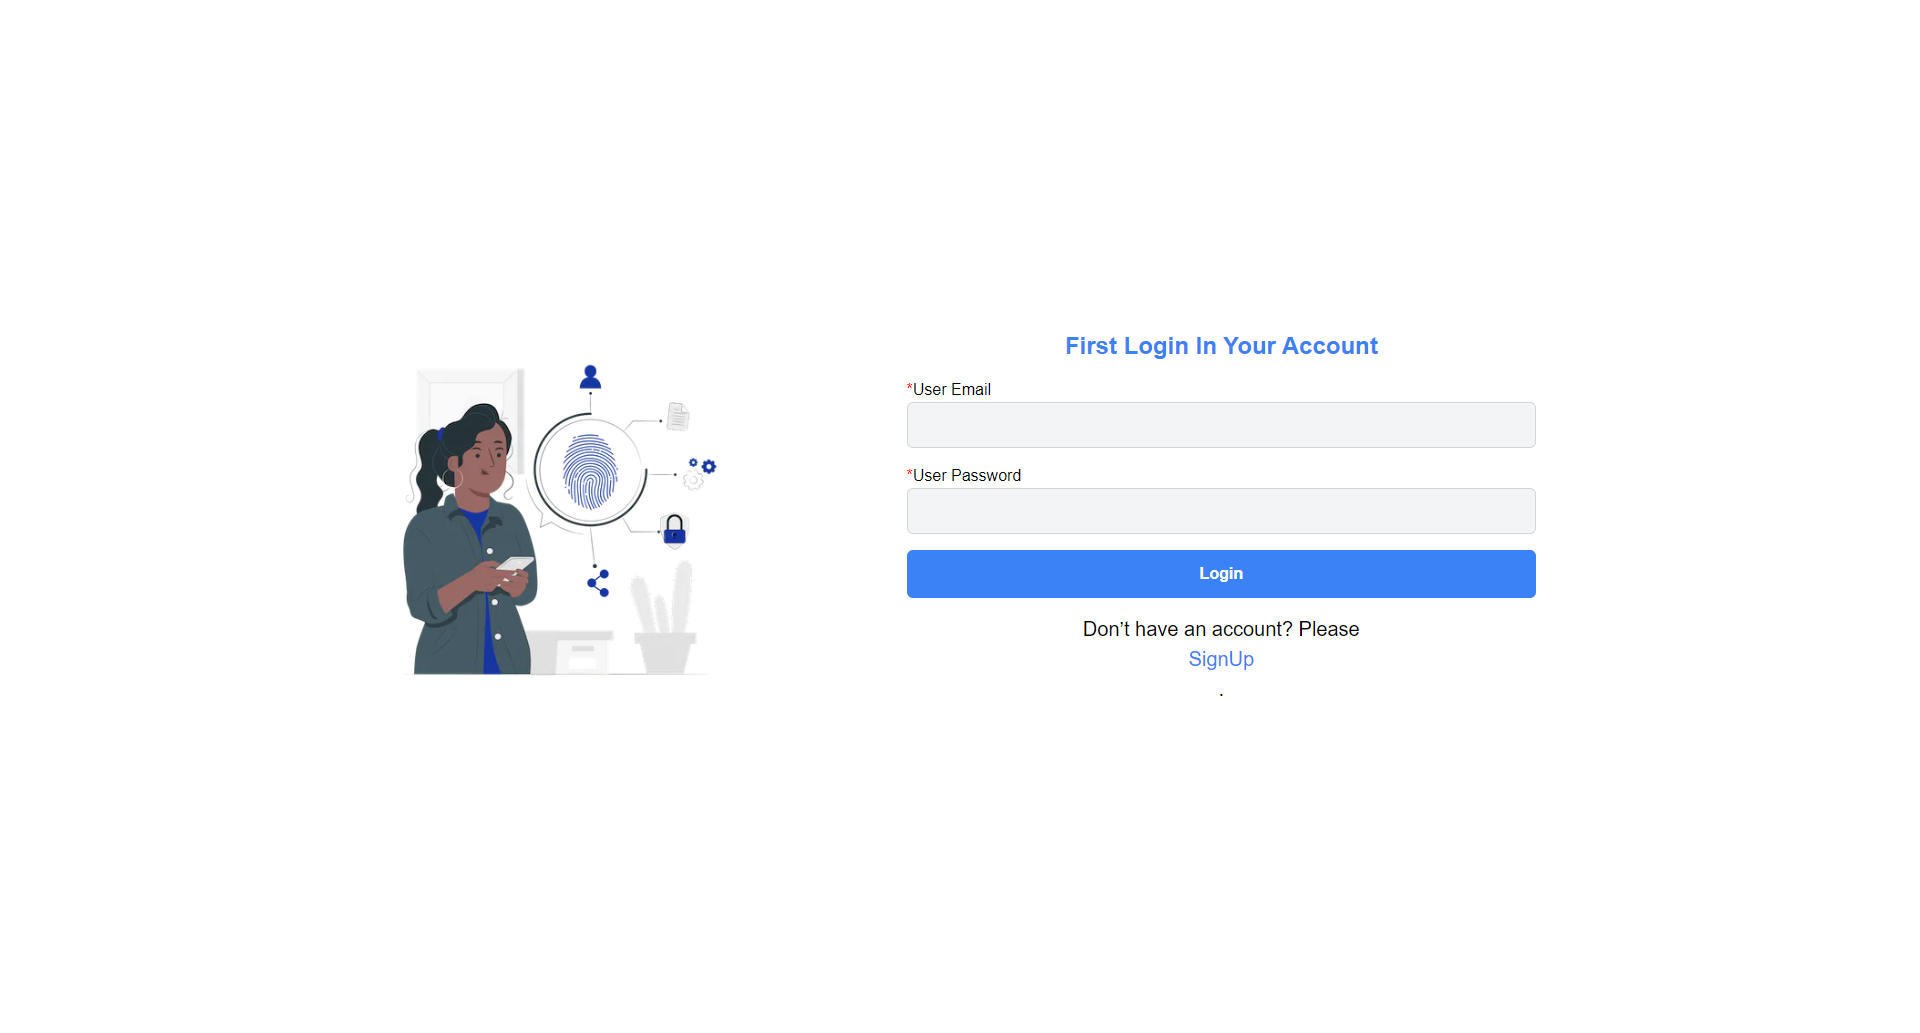 First Login In Your Account
*User Email
*User Password
Login
Don’t have an account? Please
SignUp
.